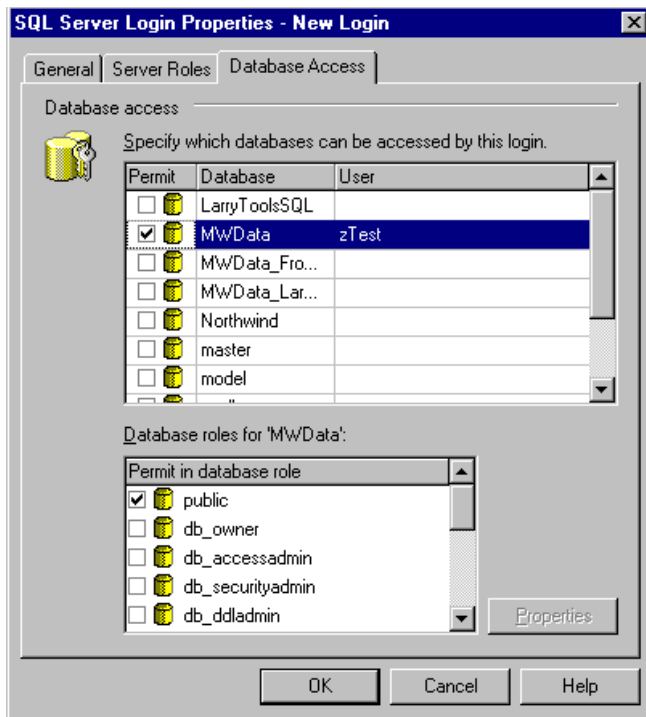 SQL Server Login Properties - New Login
General Server Roles Database Access
Database access
Specify which databases can be accessed by this login.
Permit Database User
LarryToolsSQL
MWData zTest
MWData_Fro...
MWData_Lar...
Northwind
master
model
Database roles for 'MWData':
Permit in database role
public
db_owner
db_accessadmin
db_securityadmin
db_ddladmin
Properties
OK Cancel Help